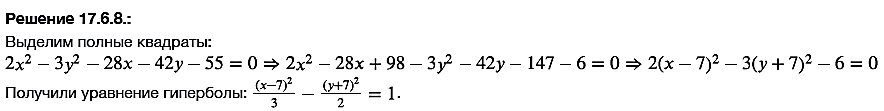 Решение 17.6.8.:
Выделим полные квадраты:
2x² − 3y² − 28x − 42y − 55 = 0 ⇒ 2x² − 28x + 98 − 3y² − 42y − 147 − 6 = 0 ⇒ 2(x − 7)² − 3(y + 7)² − 6 = 0
Получили уравнение гиперболы: (x−7)²/3 − (y+7)²/2 = 1.